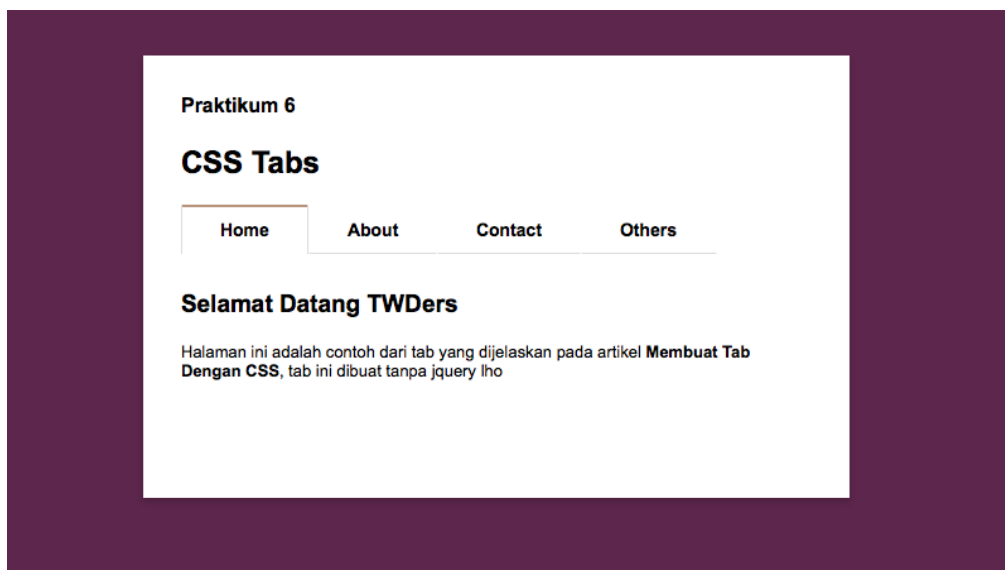 Praktikum 6
CSS Tabs
Home About Contact Others
Selamat Datang TWDers
Halaman ini adalah contoh dari tab yang dijelaskan pada artikel Membuat Tab
Dengan CSS, tab ini dibuat tanpa jquery lho